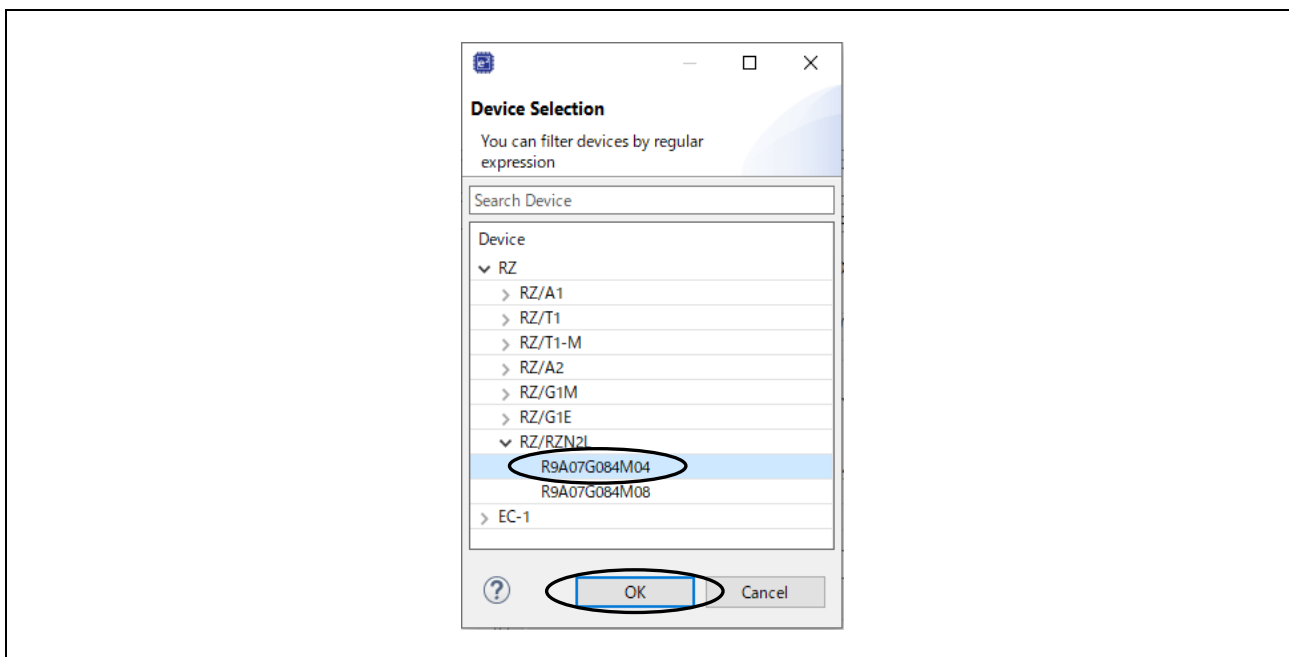 Device Selection
You can filter devices by regular
expression
Search Device
Device
RZ
RZ/A1
RZ/T1
RZ/T1-M
RZ/A2
RZ/G1M
RZ/G1E
RZ/RZN2L
R9A07G084M04
R9A07G084M08
EC-1
OK
Cancel